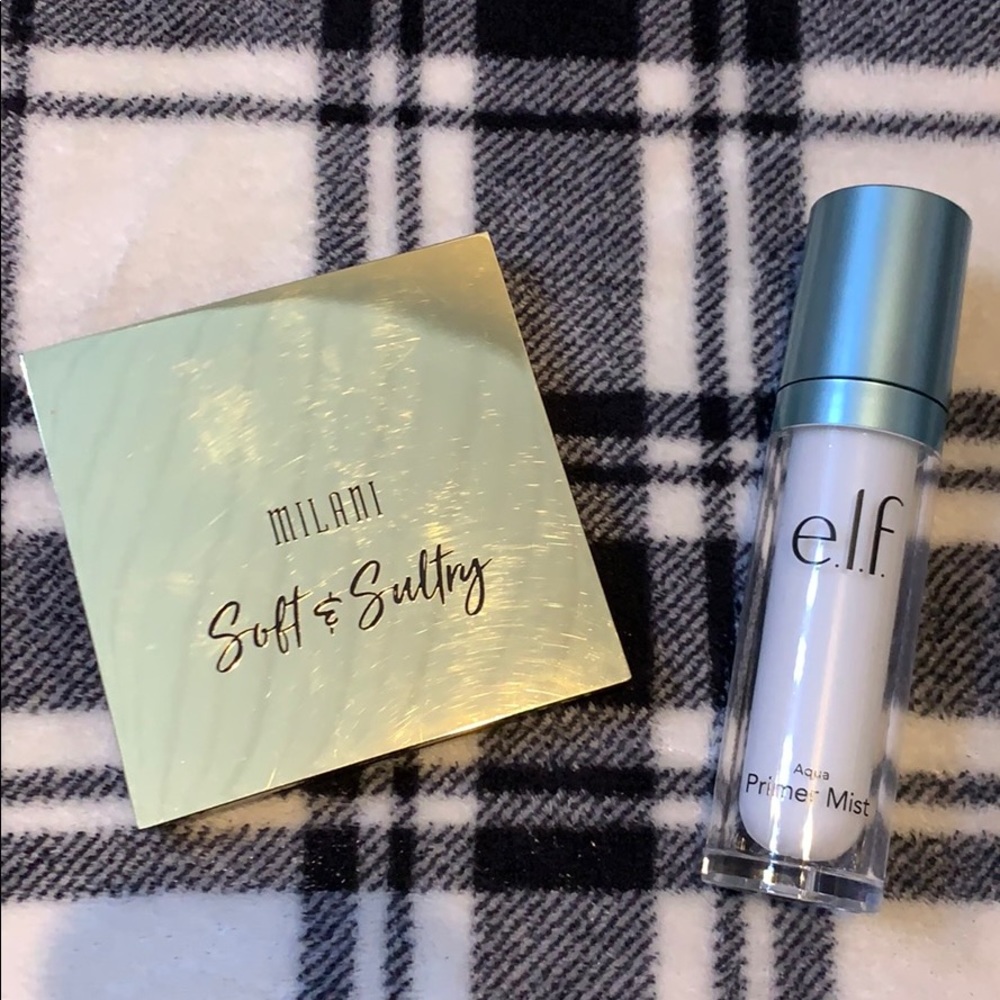 MILANI
Soft & Sultry
e.l.f.
Aqua
Primer Mist